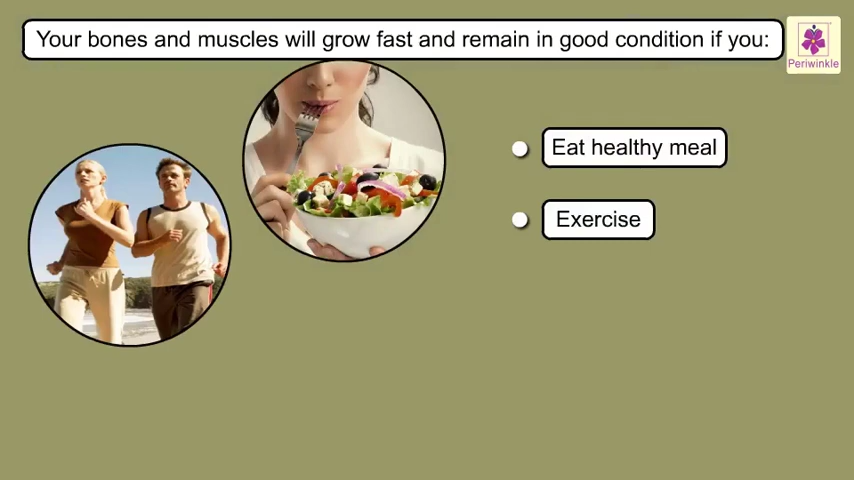 Your bones and muscles will grow fast and remain in good condition if you:
Periwinkle
Eat healthy meal
Exercise